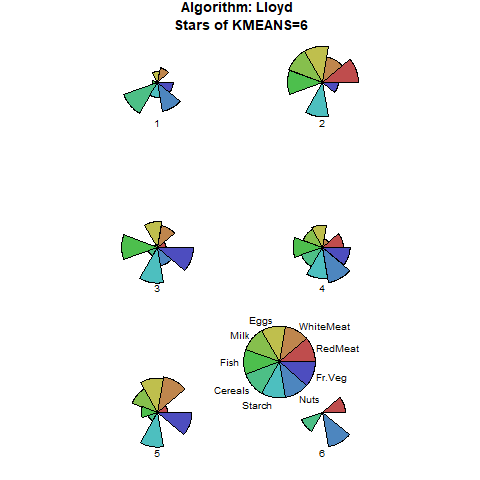 Algorithm: Lloyd
Stars of KMEANS=6
1
2
3
4
Eggs
WhiteMeat
Milk
RedMeat
Fish
Fr.Veg
Cereals
Nuts
Starch
5
6